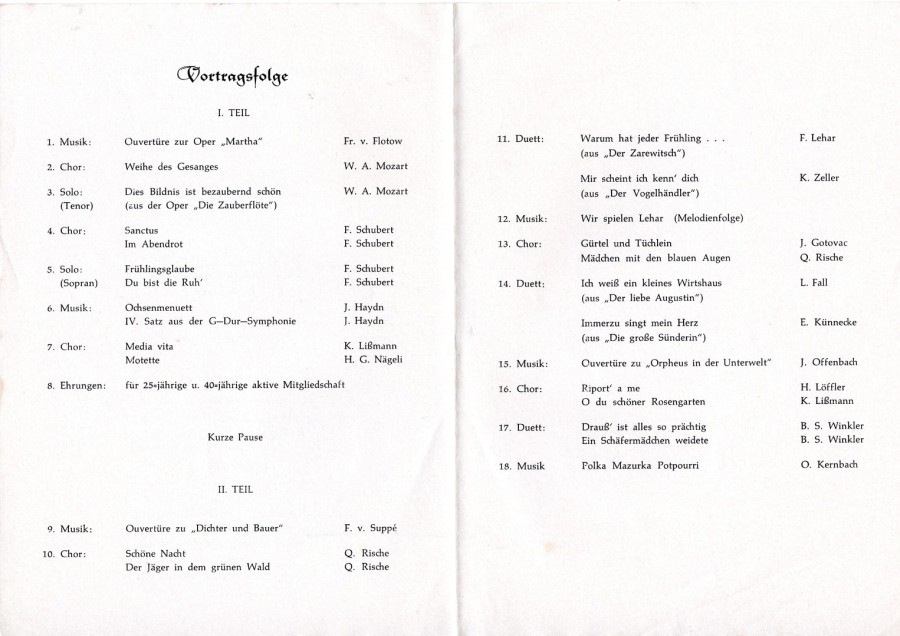 Vortragsfolge
I. TEIL
1. Musik: Ouvertüre zur Oper „Martha“ Fr. v. Flotow
2. Chor: Weihe des Gesanges W. A. Mozart
3. Solo: Dies Bildnis ist bezaubernd schön W. A. Mozart
(Tenor) (aus der Oper „Die Zauberflöte“)
4. Chor: Sanctus F. Schubert
Im Abendrot F. Schubert
5. Solo: Frühlingsglaube F. Schubert
(Sopran) Du bist die Ruh' F. Schubert
6. Musik: Ochsenmenuett J. Haydn
IV. Satz aus der G–Dur–Symphonie J. Haydn
7. Chor: Media vita K. Lißmann
Motette H. G. Nägeli
8. Ehrungen: für 25-jährige u. 40-jährige aktive Mitgliedschaft
Kurze Pause
II. TEIL
9. Musik: Ouvertüre zu „Dichter und Bauer“ F. v. Suppé
10. Chor: Schöne Nacht Q. Rische
Der Jäger in dem grünen Wald Q. Rische
11. Duett: Warum hat jeder Frühling . . . F. Lehar
(aus „Der Zarewitsch“)
Mir scheint ich kenn' dich K. Zeller
(aus „Der Vogelhändler“)
12. Musik: Wir spielen Lehar (Melodienfolge)
13. Chor: Gürtel und Tüchlein J. Gotovac
Mädchen mit den blauen Augen Q. Rische
14. Duett: Ich weiß ein kleines Wirtshaus L. Fall
(aus „Der liebe Augustin“)
Immerzu singt mein Herz E. Künnecke
(aus „Die große Sünderin“)
15. Musik: Ouvertüre zu „Orpheus in der Unterwelt“ J. Offenbach
16. Chor: Riport' a me H. Löffler
O du schöner Rosengarten K. Lißmann
17. Duett: Drauß' ist alles so prächtig B. S. Winkler
Ein Schäfermädchen weidete B. S. Winkler
18. Musik Polka Mazurka Potpourri O. Kernbach